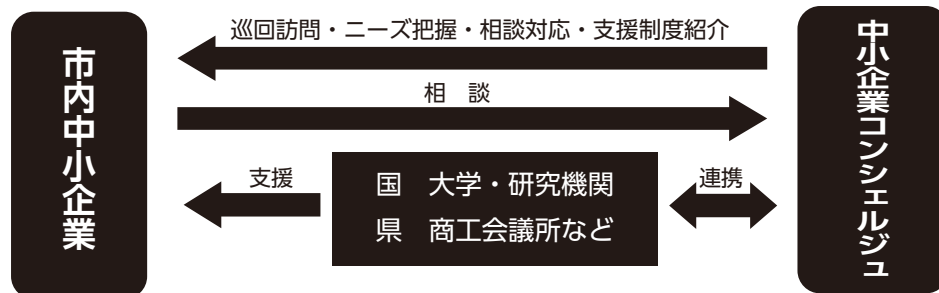 巡回訪問・ニーズ把握・相談対応・支援制度紹介
市内中小企業
中小企業コンシェルジュ
相　談
支援
国　大学・研究機関
県　商工会議所など
連携